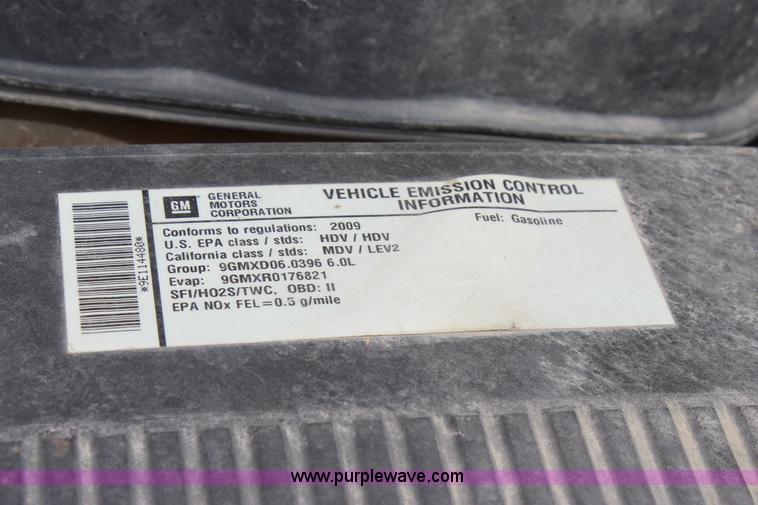 *9E114480*
GM
GENERAL
MOTORS
CORPORATION
VEHICLE EMISSION CONTROL
INFORMATION
Conforms to regulations: 2009
Fuel: Gasoline
U.S. EPA class / stds: HDV / HDV
California class / stds: MDV / LEV2
Group: 9GMXD06.0396 6.0L
Evap: 9GMXR0176821
SFI/HO2S/TWC, OBD: II
EPA NOx FEL=0.5 g/mile
www.purplewave.com